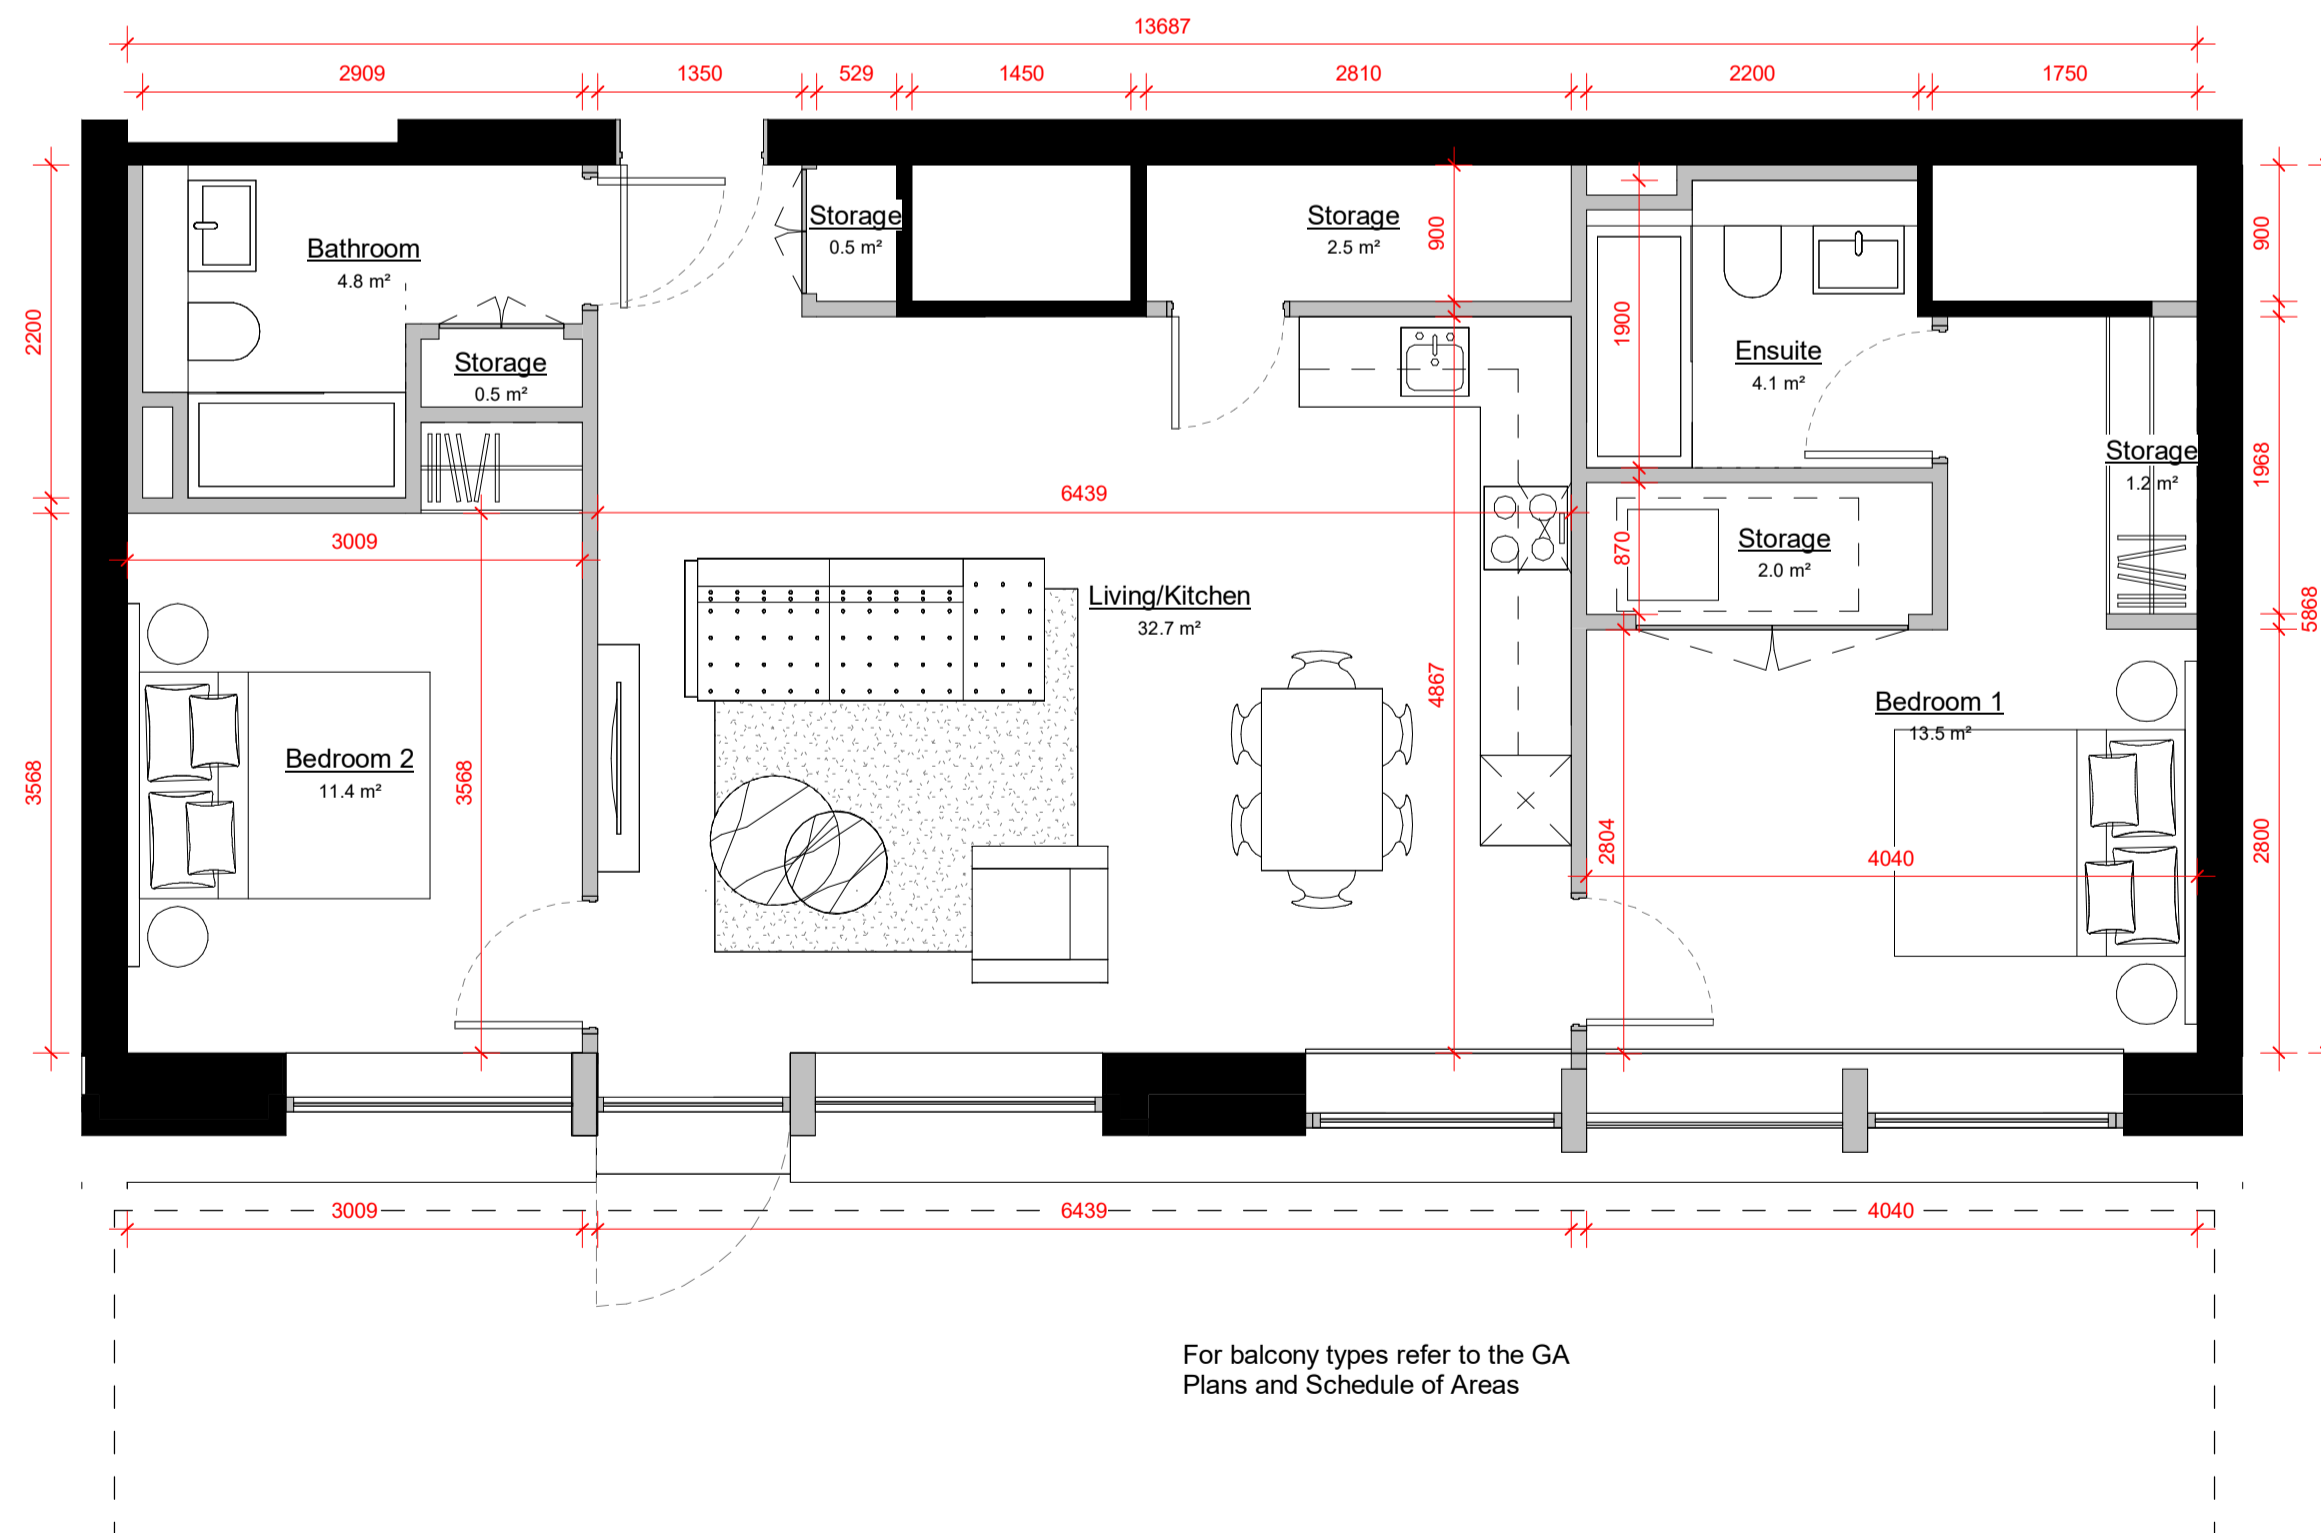 13687
2909
1350
529
1450
2810
2200
1750
Storage
0.5 m²
Storage
2.5 m²
900
900
Bathroom
4.8 m²
2200
Storage
0.5 m²
1900
Ensuite
4.1 m²
Storage
1.2 m²
1968
6439
3009
870
Storage
2.0 m²
5868
Living/Kitchen
32.7 m²
4867
Bedroom 1
13.5 m²
Bedroom 2
11.4 m²
3568
3568
2804
4040
2800
3009
6439
4040
For balcony types refer to the GA
Plans and Schedule of Areas